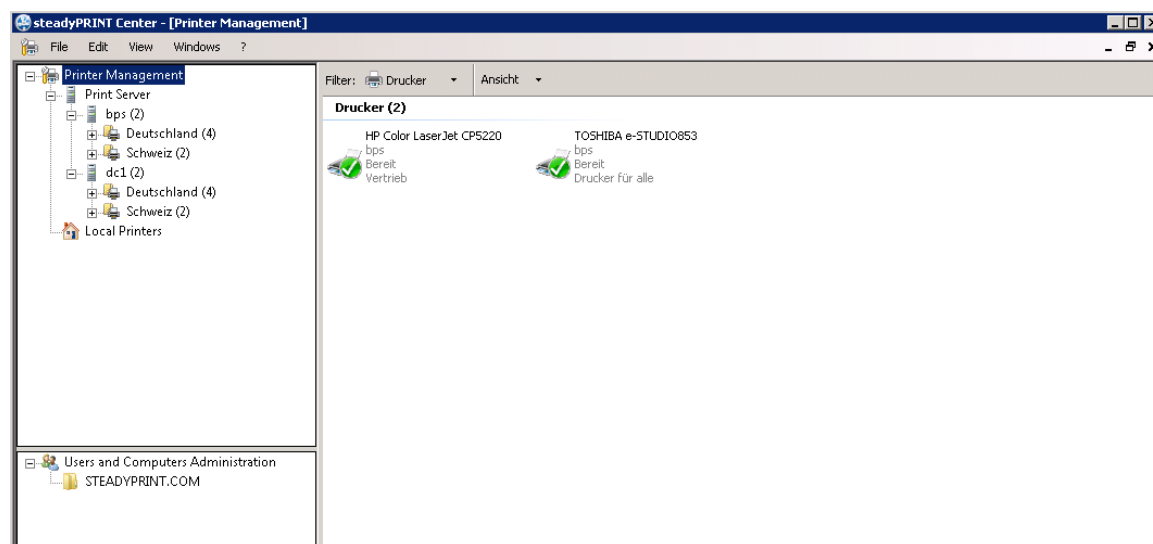 steadyPRINT Center - [Printer Management]
File Edit View Windows ?
Printer Management
Print Server
bps (2)
Deutschland (4)
Schweiz (2)
dc1 (2)
Deutschland (4)
Schweiz (2)
Local Printers
Users and Computers Administration
STEADYPRINT.COM
Filter: Drucker Ansicht
Drucker (2)
HP Color LaserJet CP5220
bps
Bereit
Vertrieb
TOSHIBA e-STUDIO853
bps
Bereit
Drucker für alle